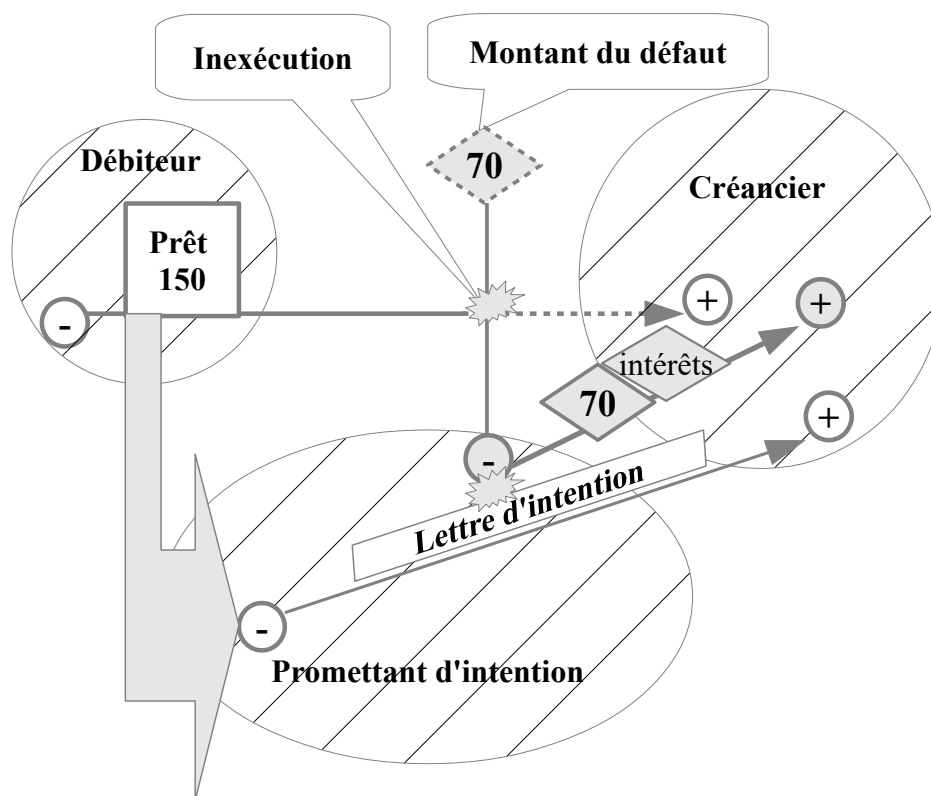 Inexécution
Montant du défaut
Débiteur
70
Créancier
Prêt
150
-
+
+
intérêts
70
+
-
Lettre d'intention
-
Promettant d'intention